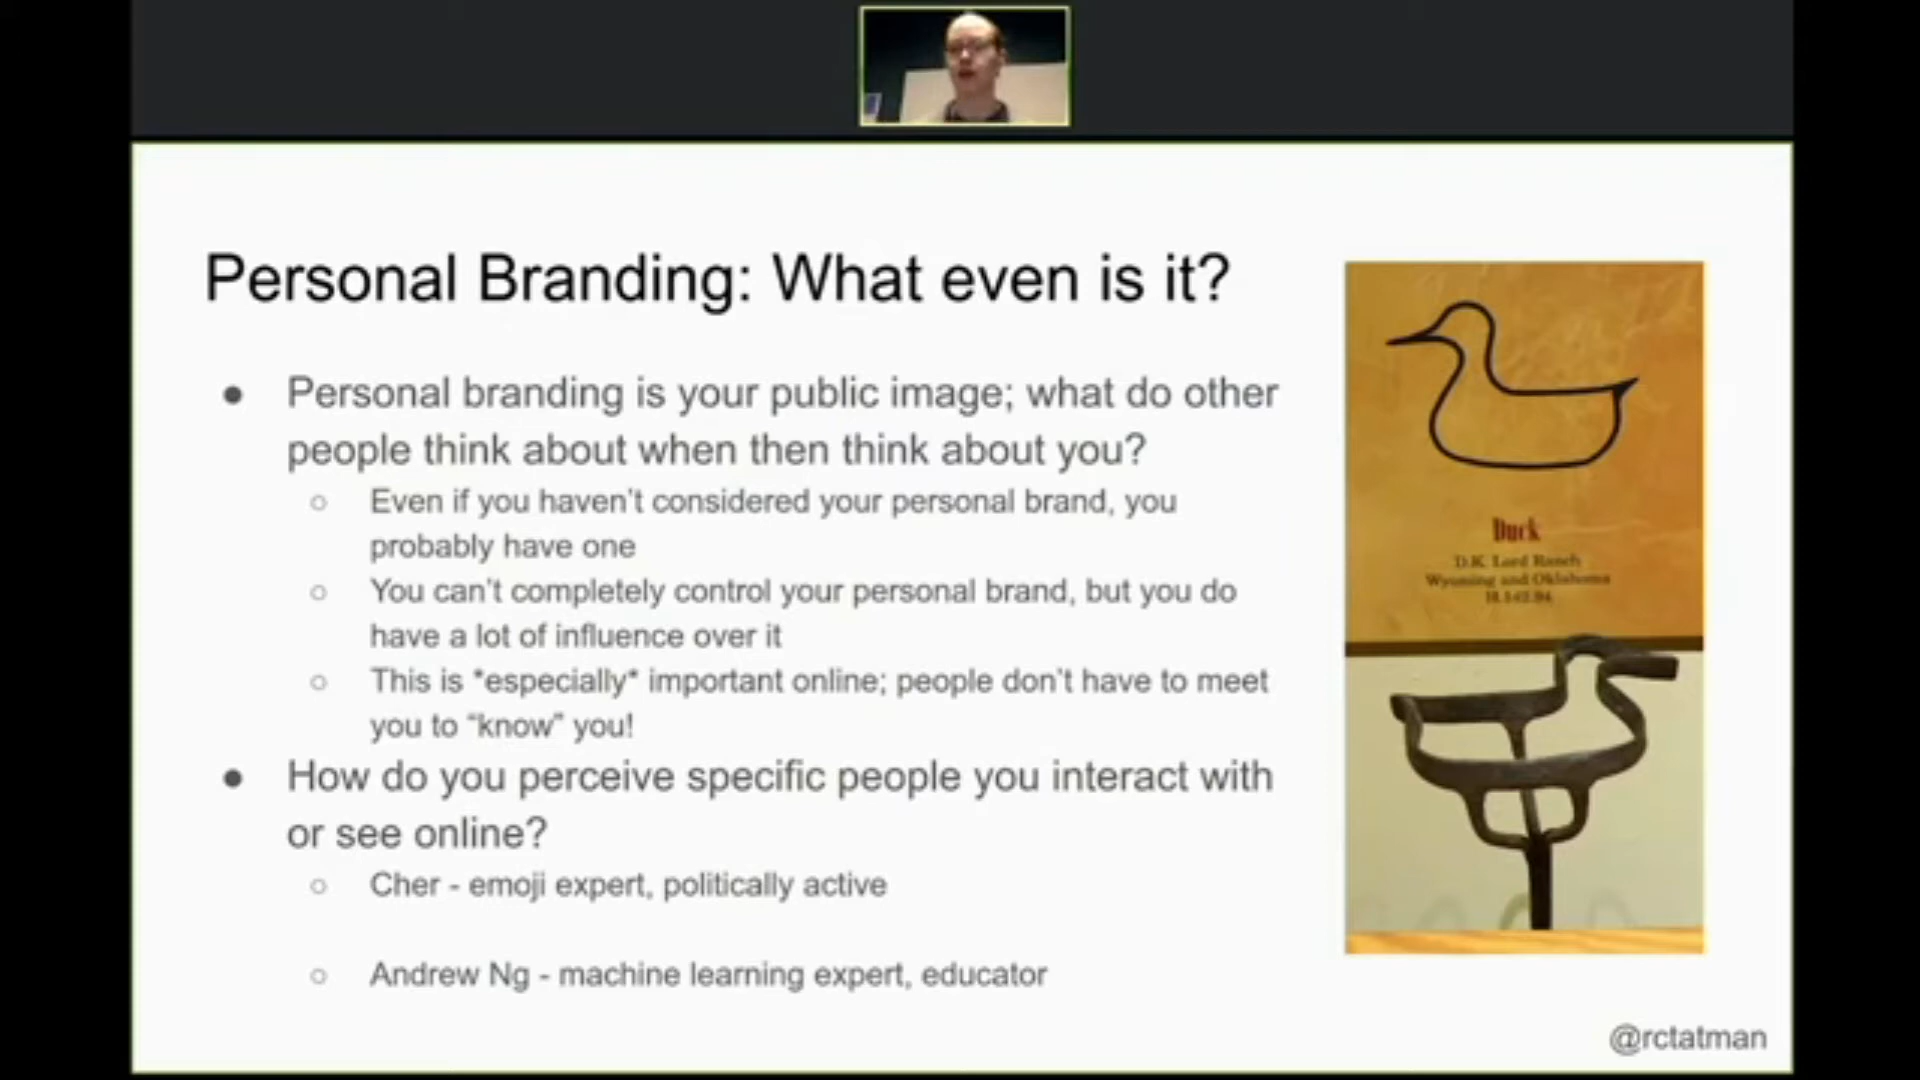 Personal Branding: What even is it?
● Personal branding is your public image; what do other
people think about when then think about you?
○ Even if you haven't considered your personal brand, you
probably have one
○ You can't completely control your personal brand, but you do
have a lot of influence over it
○ This is *especially* important online; people don't have to meet
you to “know” you!
● How do you perceive specific people you interact with
or see online?
○ Cher - emoji expert, politically active
○ Andrew Ng - machine learning expert, educator
Duck
D.K. Lord Ranch
Wyoming and Oklahoma
@rctatman